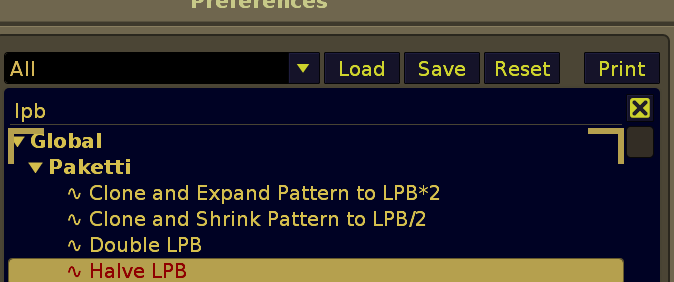 Preferences
All Load Save Reset Print
lpb
Global
Paketti
Clone and Expand Pattern to LPB*2
Clone and Shrink Pattern to LPB/2
Double LPB
Halve LPB